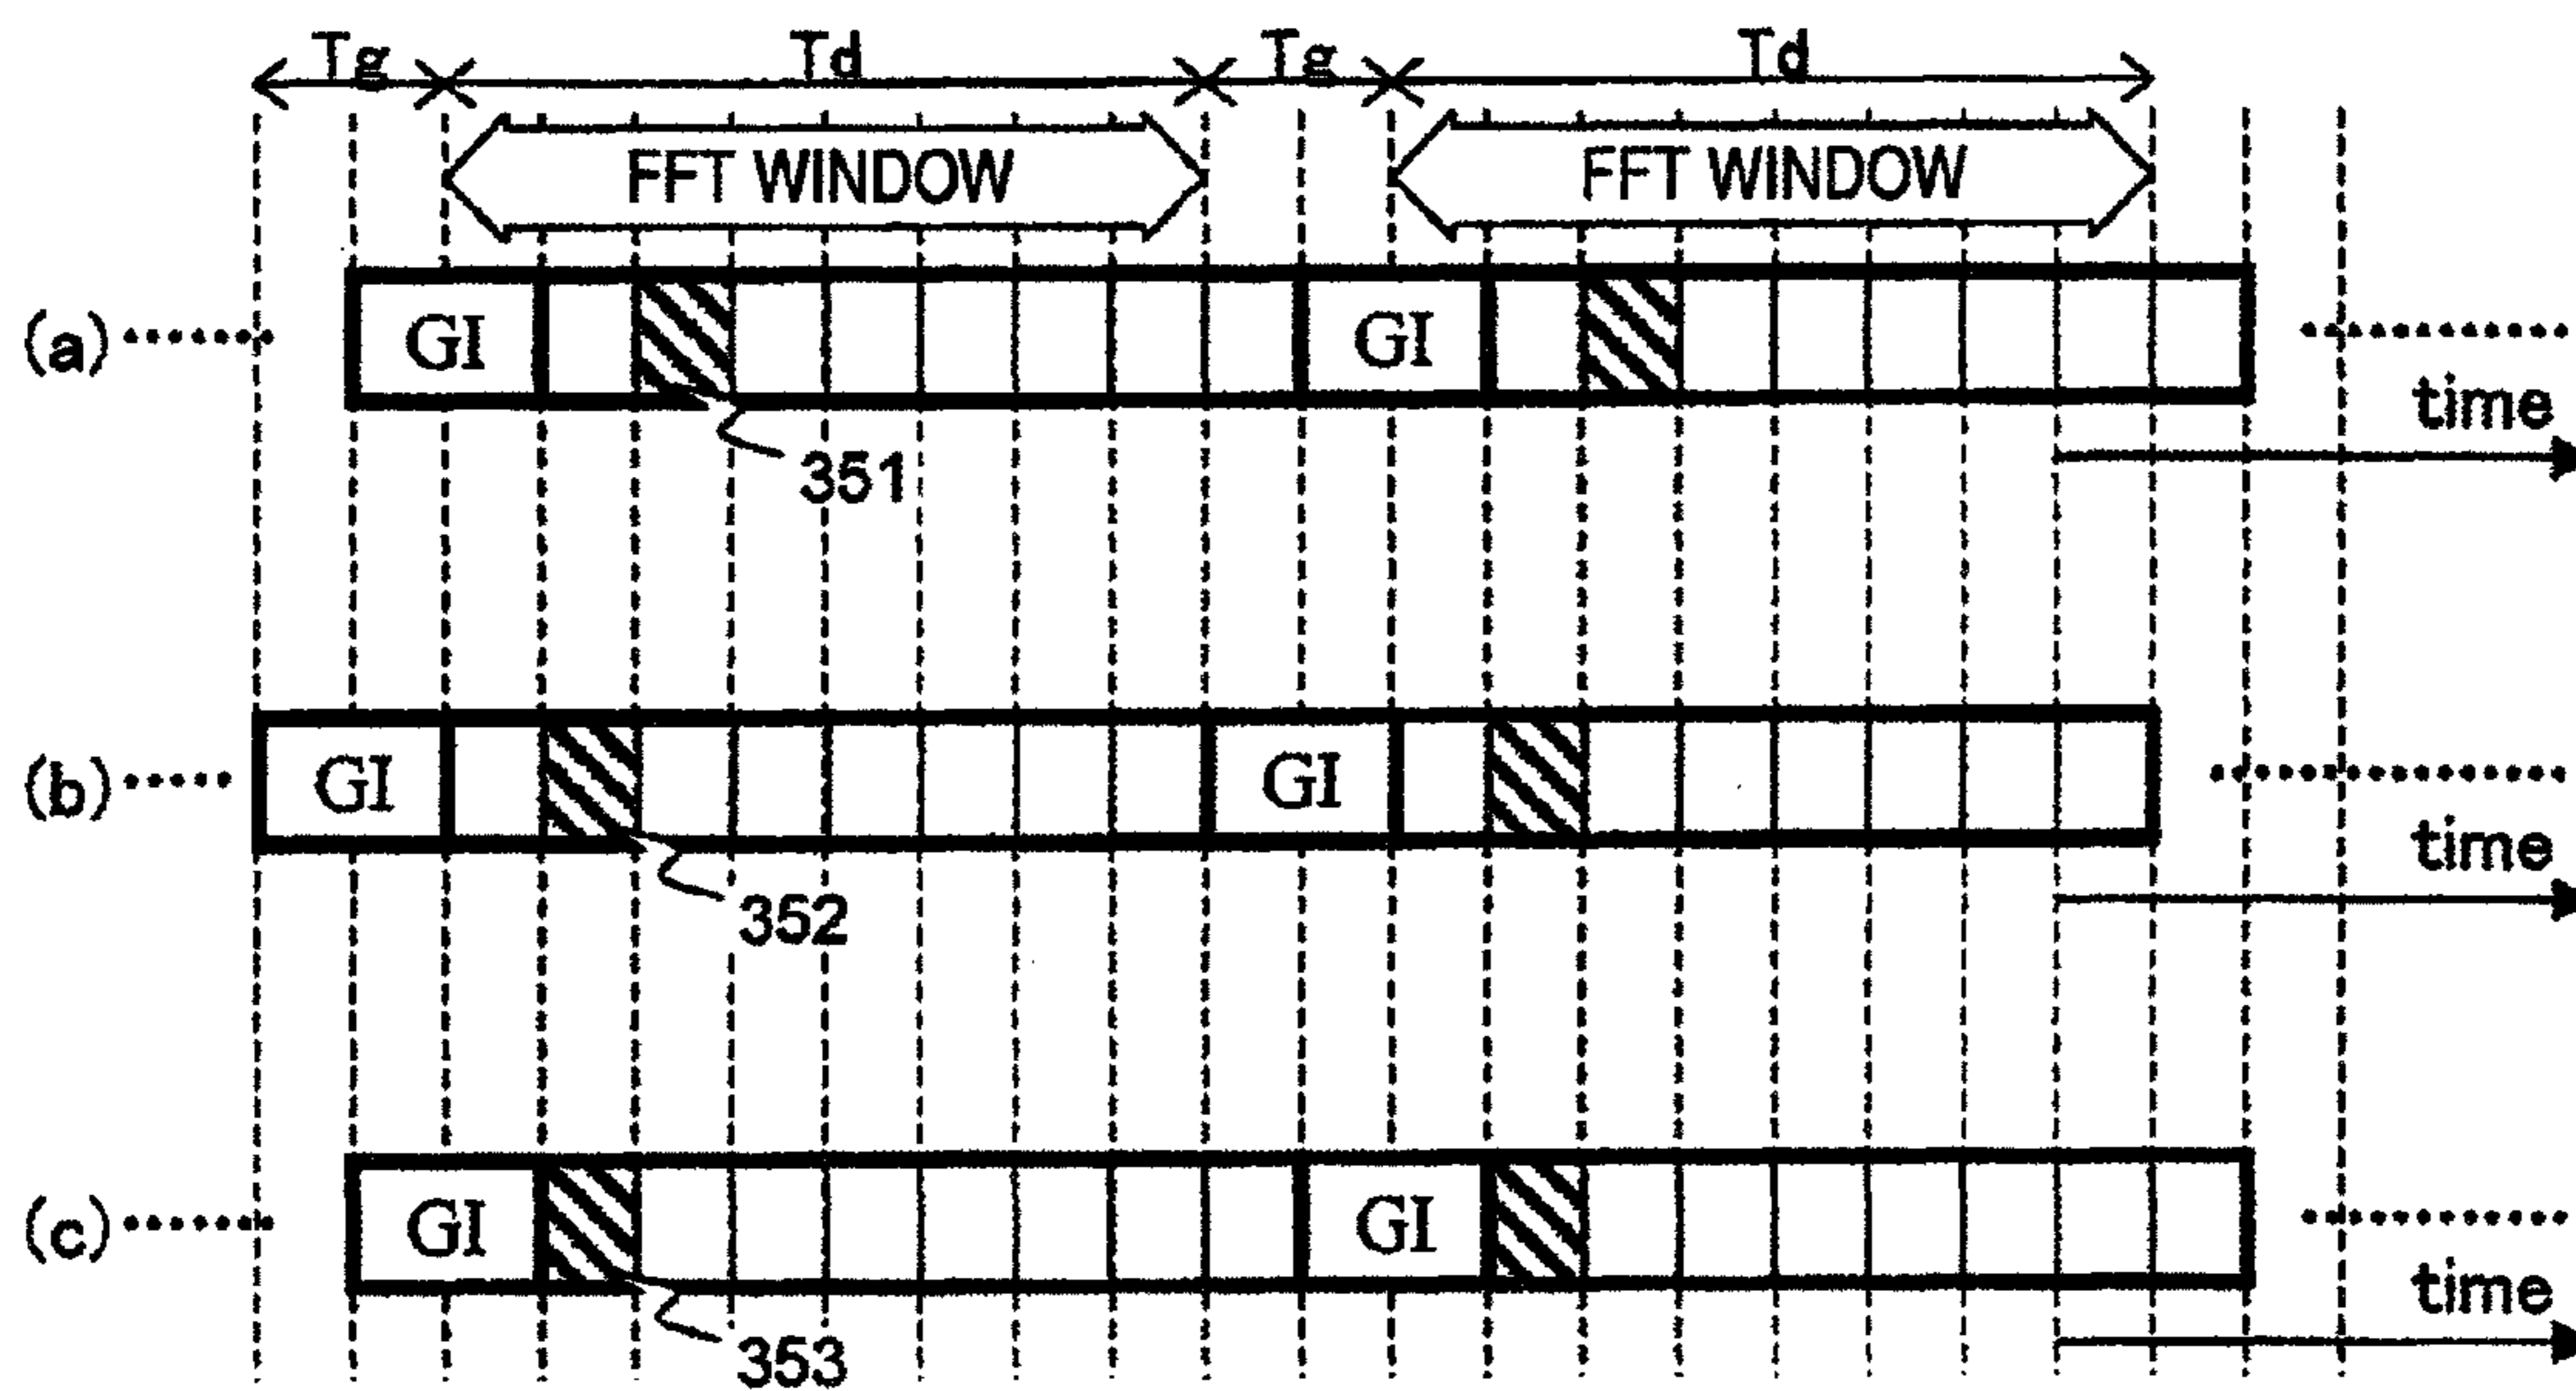 Tg Td Tg Td
FFT WINDOW FFT WINDOW
(a) GI GI
time
351
(b) GI GI
time
352
(c) GI GI
time
353